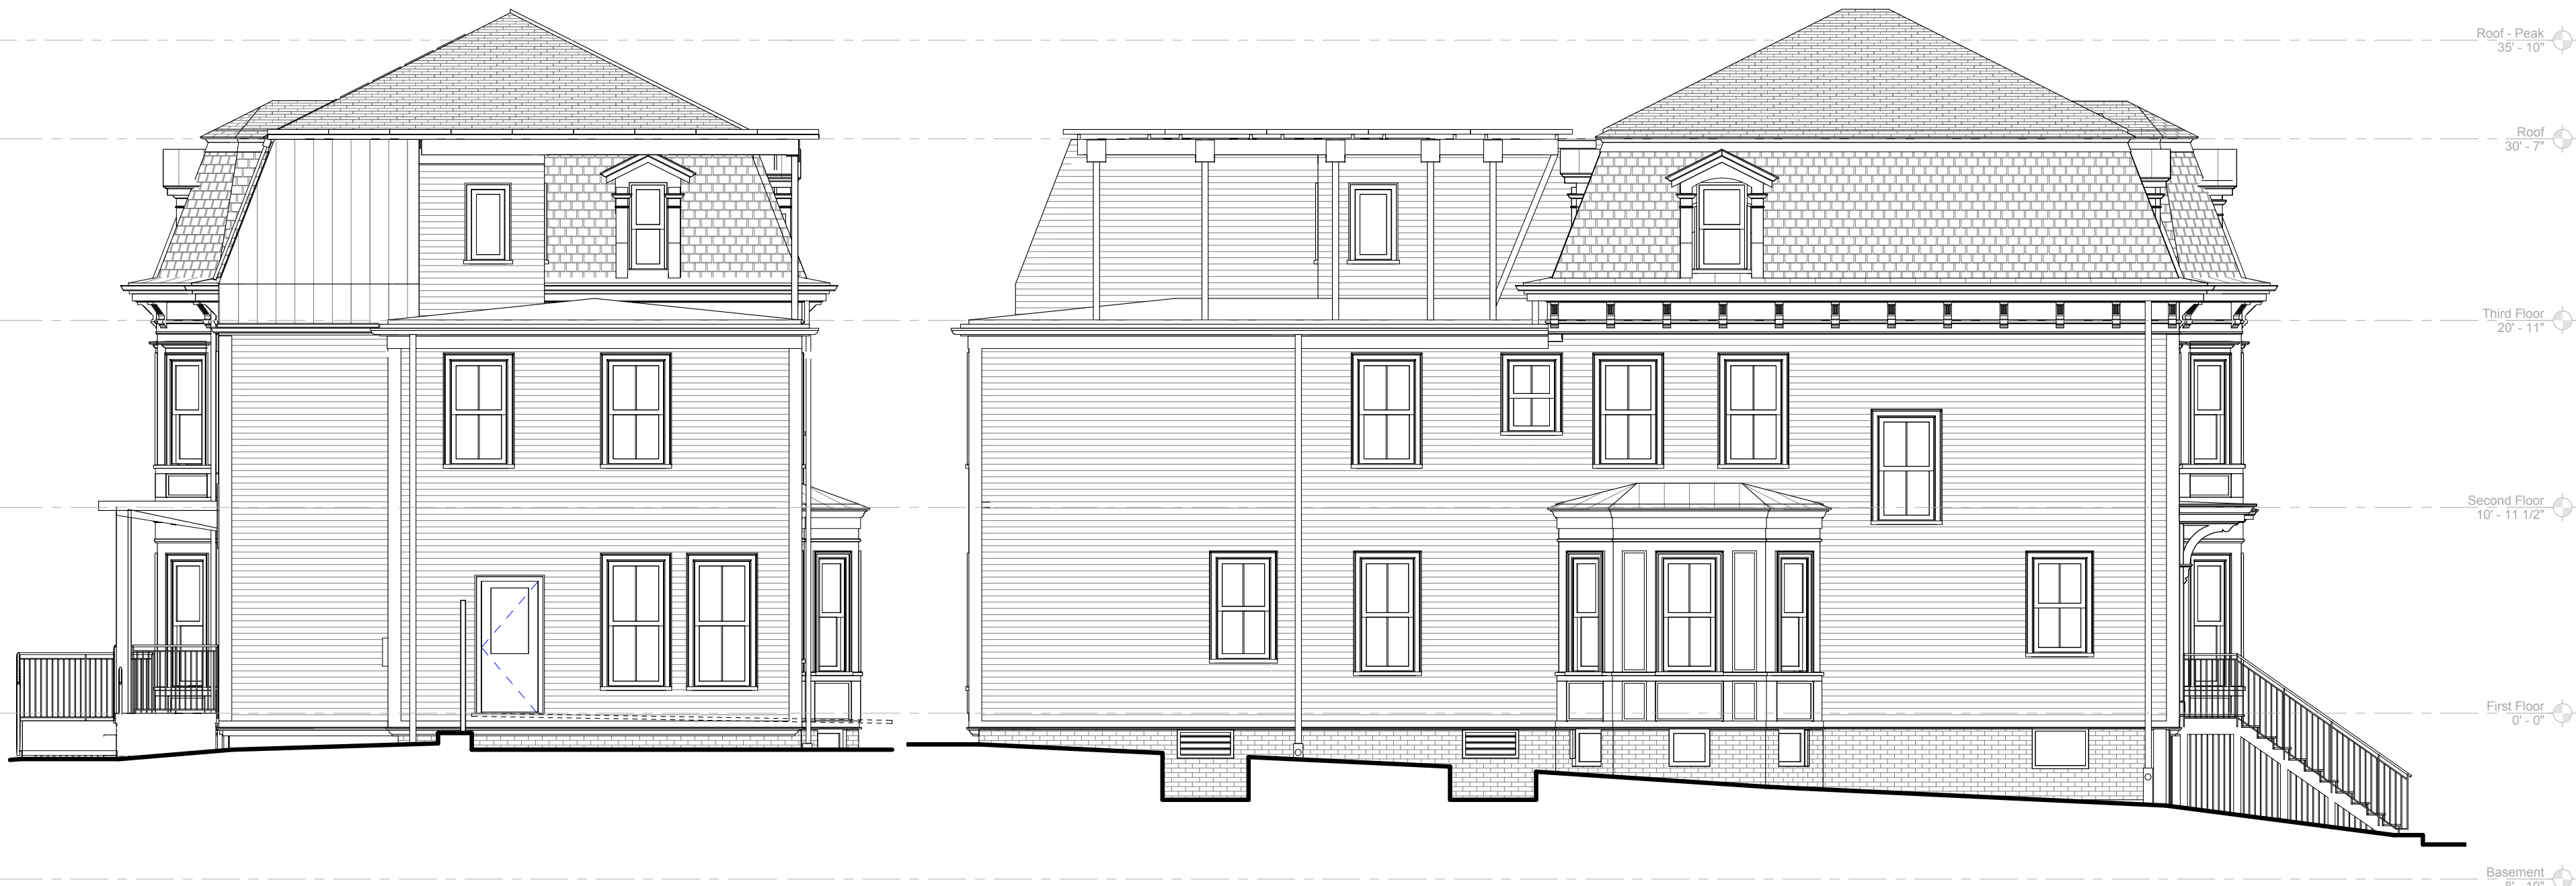 Roof - Peak
35' - 10"
Roof
30' - 7"
Third Floor
20' - 11"
Second Floor
10' - 11 1/2"
First Floor
0' - 0"
Basement